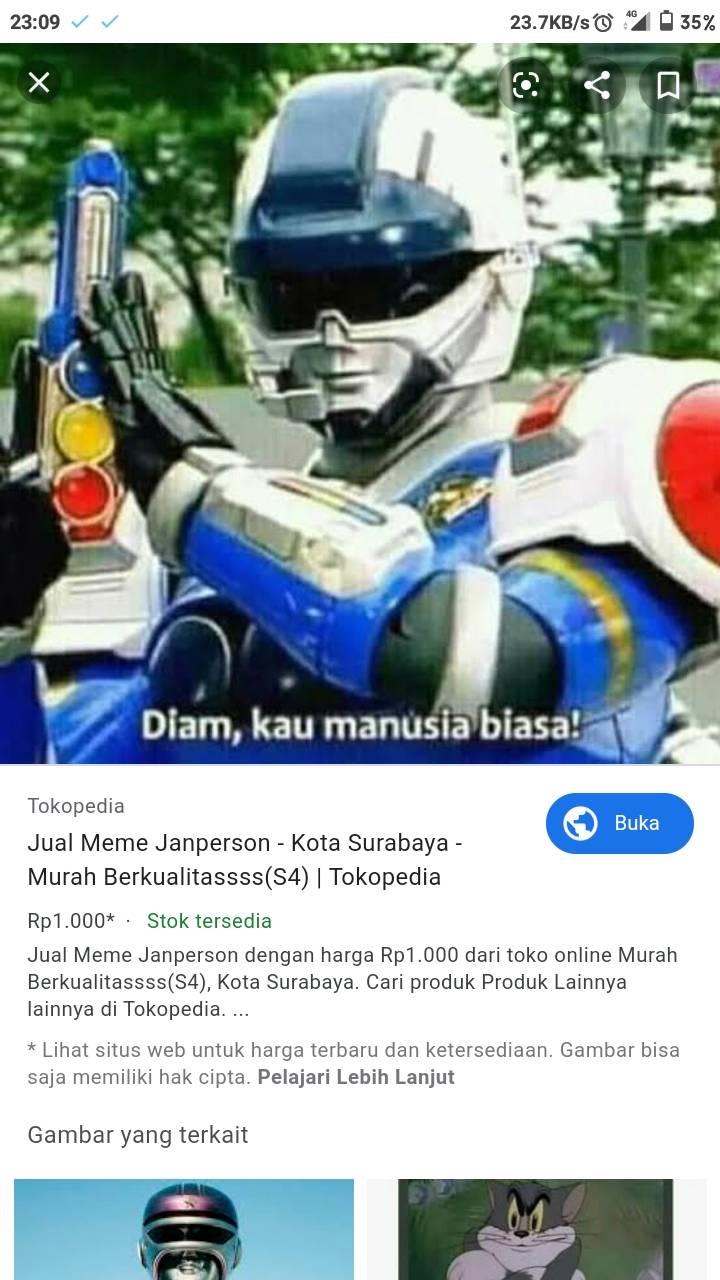 23:09 23.7KB/s 4G 35%
Diam, kau manusia biasa!
Tokopedia
Buka
Jual Meme Janperson - Kota Surabaya -
Murah Berkualitassss(S4) | Tokopedia
Rp1.000* · Stok tersedia
Jual Meme Janperson dengan harga Rp1.000 dari toko online Murah
Berkualitassss(S4), Kota Surabaya. Cari produk Produk Lainnya
lainnya di Tokopedia. ...
* Lihat situs web untuk harga terbaru dan ketersediaan. Gambar bisa
saja memiliki hak cipta. Pelajari Lebih Lanjut
Gambar yang terkait